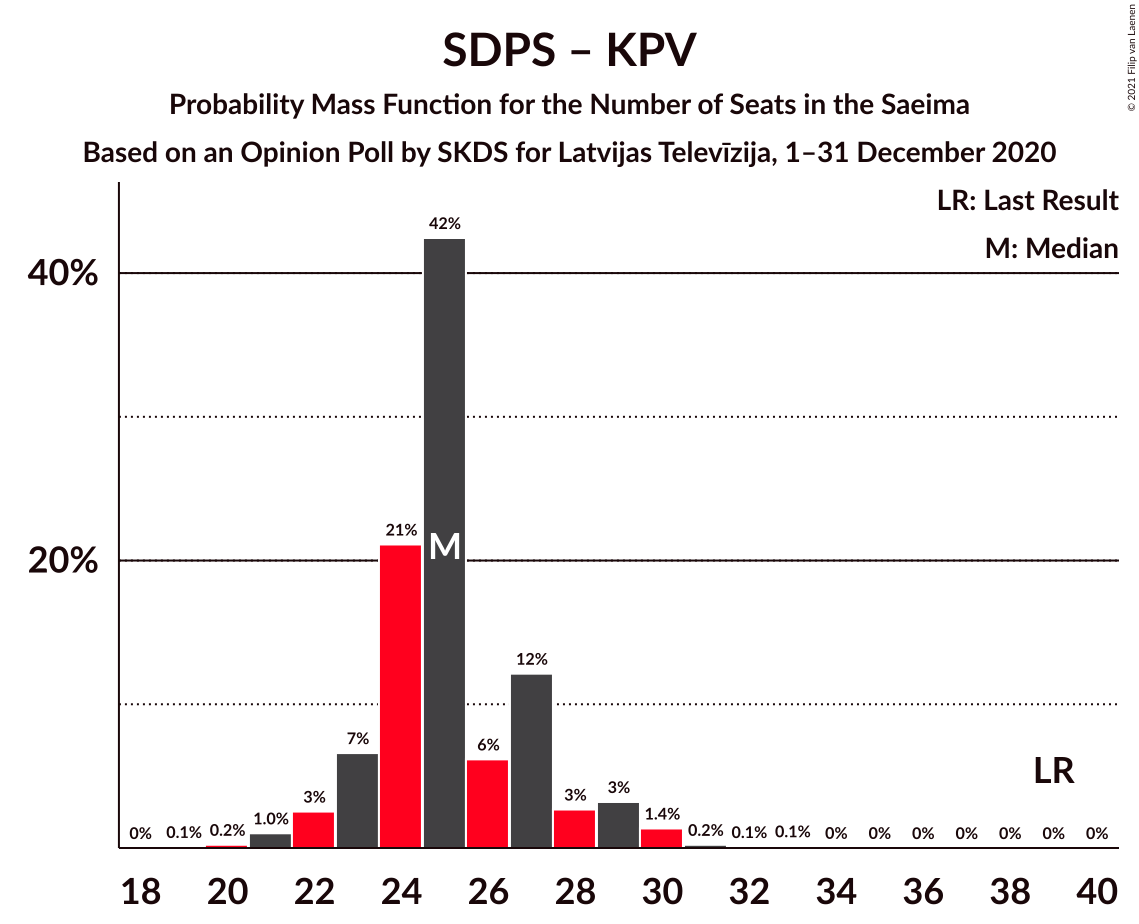 SDPS – KPV
Probability Mass Function for the Number of Seats in the Saeima
Based on an Opinion Poll by SKDS for Latvijas Televīzija, 1–31 December 2020
© 2021 Filip van Laenen
LR: Last Result
M: Median
40%
20%
0% 0.1% 0.2% 1.0% 3% 7% 21% 42% 6% 12% 3% 3% 1.4% 0.2% 0.1% 0.1% 0% 0% 0% 0% 0% 0% 0%
M
LR
18 20 22 24 26 28 30 32 34 36 38 40